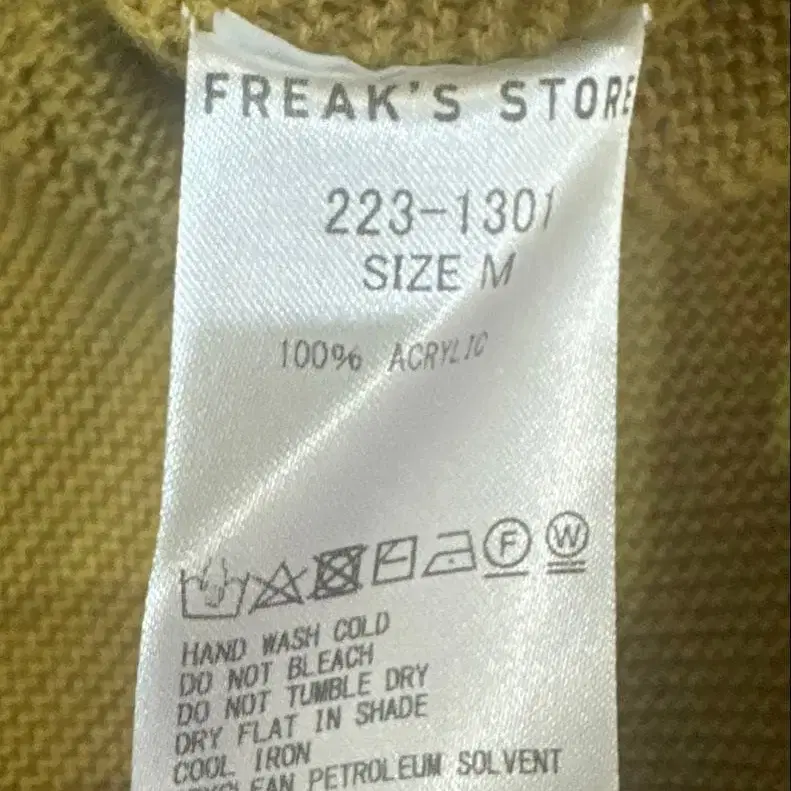 FREAK'S STORE
223-1301
SIZE M
100% ACRYLIC
F W
HAND WASH COLD
DO NOT BLEACH
DO NOT TUMBLE DRY
DRY FLAT IN SHADE
COOL IRON
PETROLEUM SOLVENT